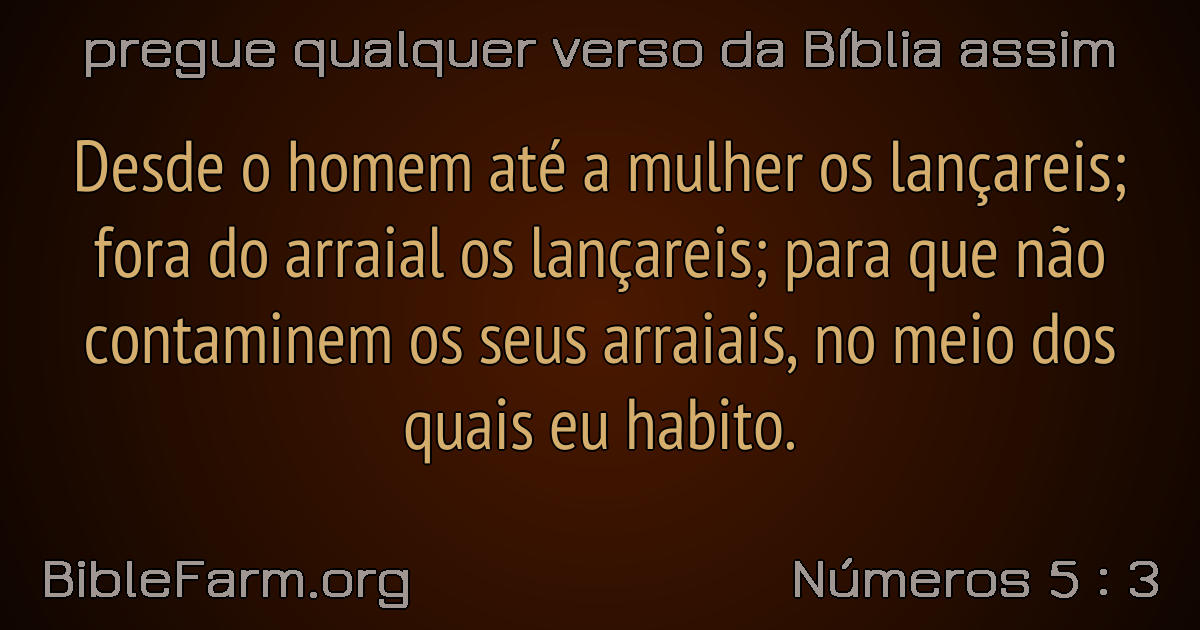 pregue qualquer verso da Bíblia assim
Desde o homem até a mulher os lançareis;
fora do arraial os lançareis; para que não
contaminem os seus arraiais, no meio dos
quais eu habito.
BibleFarm.org
Números 5 : 3